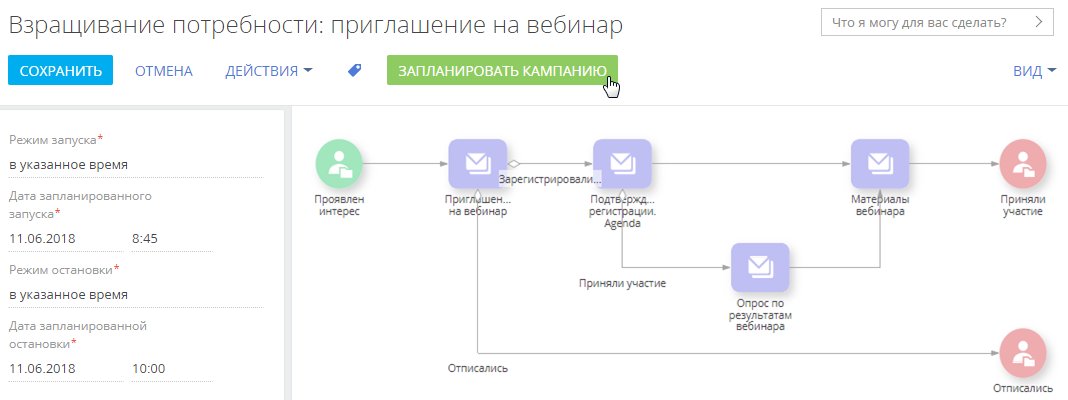 Взращивание потребности: приглашение на вебинар
Что я могу для вас сделать?
СОХРАНИТЬ
ОТМЕНА
ДЕЙСТВИЯ
ЗАПЛАНИРОВАТЬ КАМПАНИЮ
ВИД
Режим запуска*
в указанное время
Дата запланированного
запуска*
11.06.2018 8:45
Режим остановки*
в указанное время
Дата запланированной
остановки*
11.06.2018 10:00
Проявлен
интерес
Приглашен...
на вебинар
Зарегистрировали...
Подтвержд...
регистрации.
Agenda
Материалы
вебинара
Приняли
участие
Приняли участие
Опрос по
результатам
вебинара
Отписались
Отписались